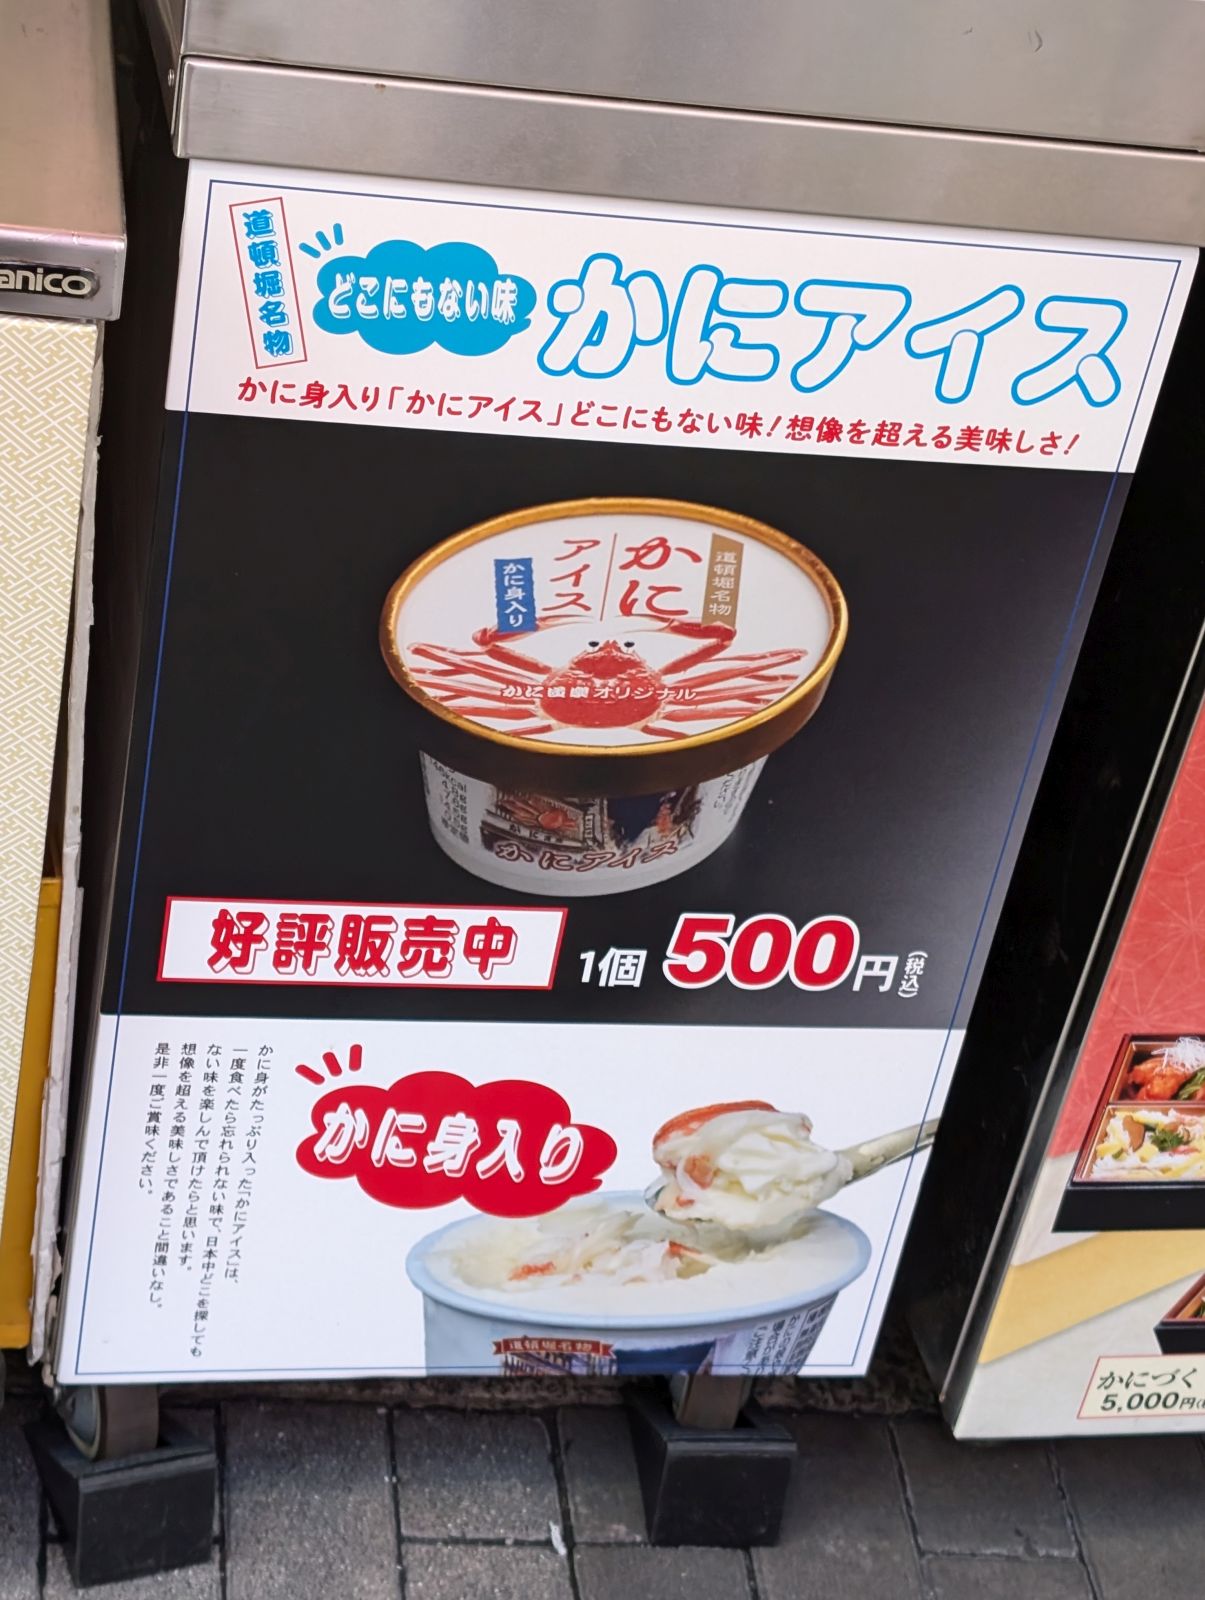 anico
道頓堀名物
どこにもない味
かにアイス
かに身入り「かにアイス」どこにもない味！想像を超える美味しさ！
道頓堀名物
かに
アイス
かに身入り
かに道楽オリジナル
かにアイス
好評販売中
1個 500円(税込)
かに身入り
かに身がたっぷり入った「かにアイス」は、
一度食べたら忘れられない味で、日本中どこを探しても
ない味を楽しんで頂けたらと思います。
想像を超える美味しさであること間違いなし。
是非一度ご賞味ください。
道頓堀名物
かにづく
5,000円